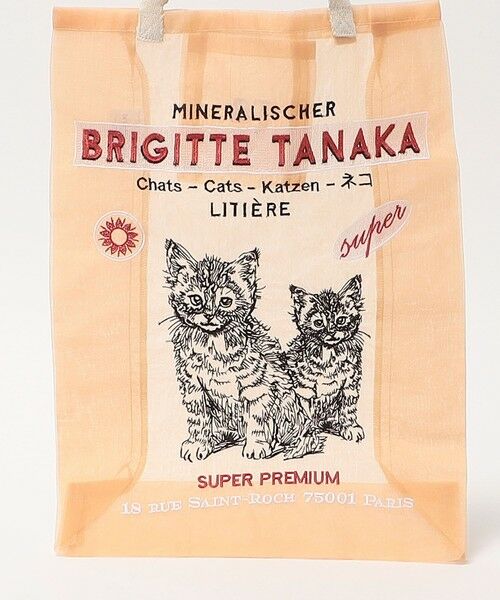 MINERALISCHER
BRIGITTE TANAKA
Chats - Cats - Katzen - ネコ
LITIÈRE
super
SUPER PREMIUM
18 RUE SAINT-ROCH 75001 PARIS